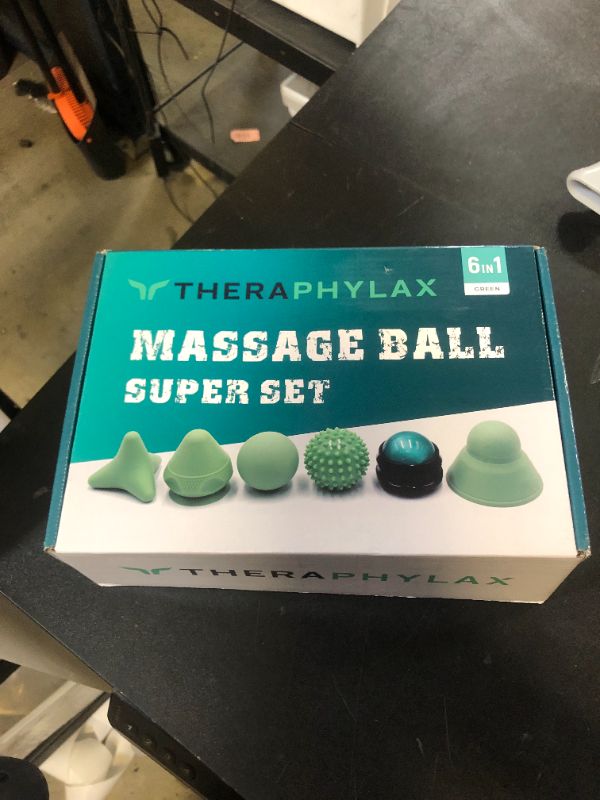 6 IN 1
GREEN
THERAPHYLAX
MASSAGE BALL
SUPER SET
THERAPHYLAX